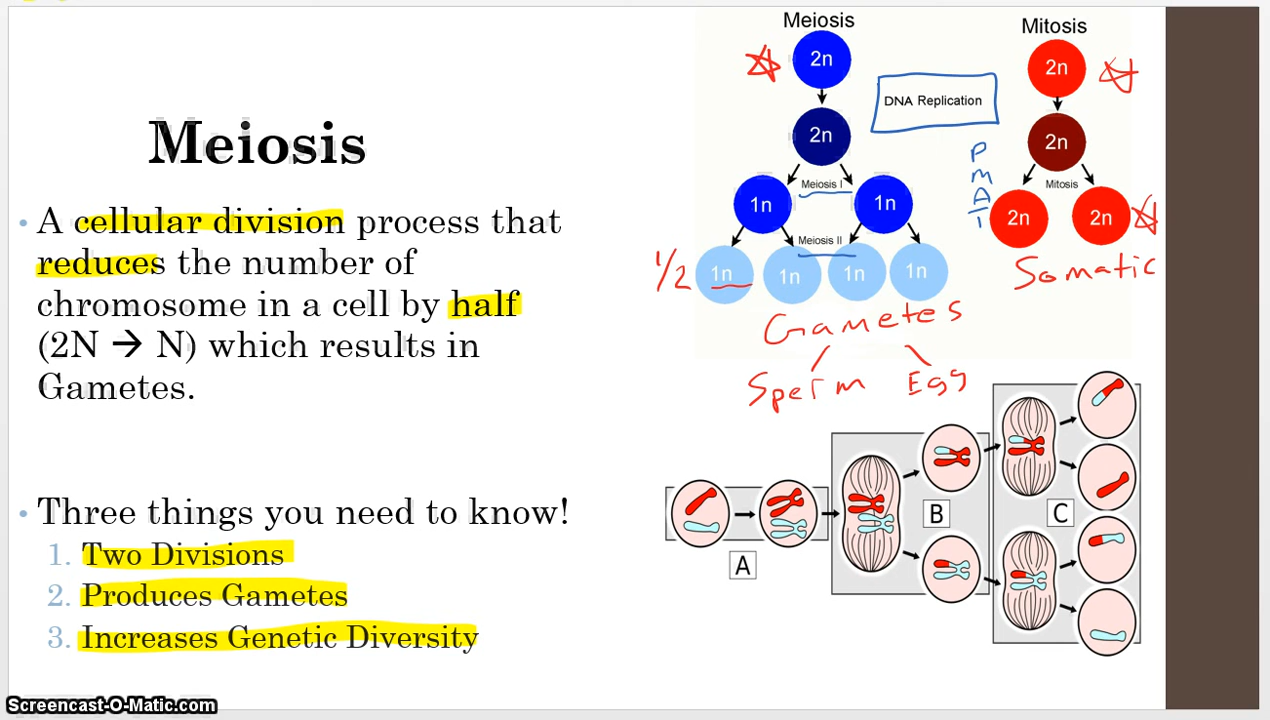 Meiosis
• A cellular division process that
reduces the number of
chromosome in a cell by half
(2N → N) which results in
Gametes.
• Three things you need to know!
1. Two Divisions
2. Produces Gametes
3. Increases Genetic Diversity
Meiosis
2n
2n
Meiosis I
1n 1n
Meiosis II
1/2 1n 1n 1n 1n
Gametes
Sperm Egg
DNA Replication
Mitosis
2n
2n
P
M
A
T
Mitosis
2n 2n
Somatic
A
B
C
Screencast-O-Matic.com